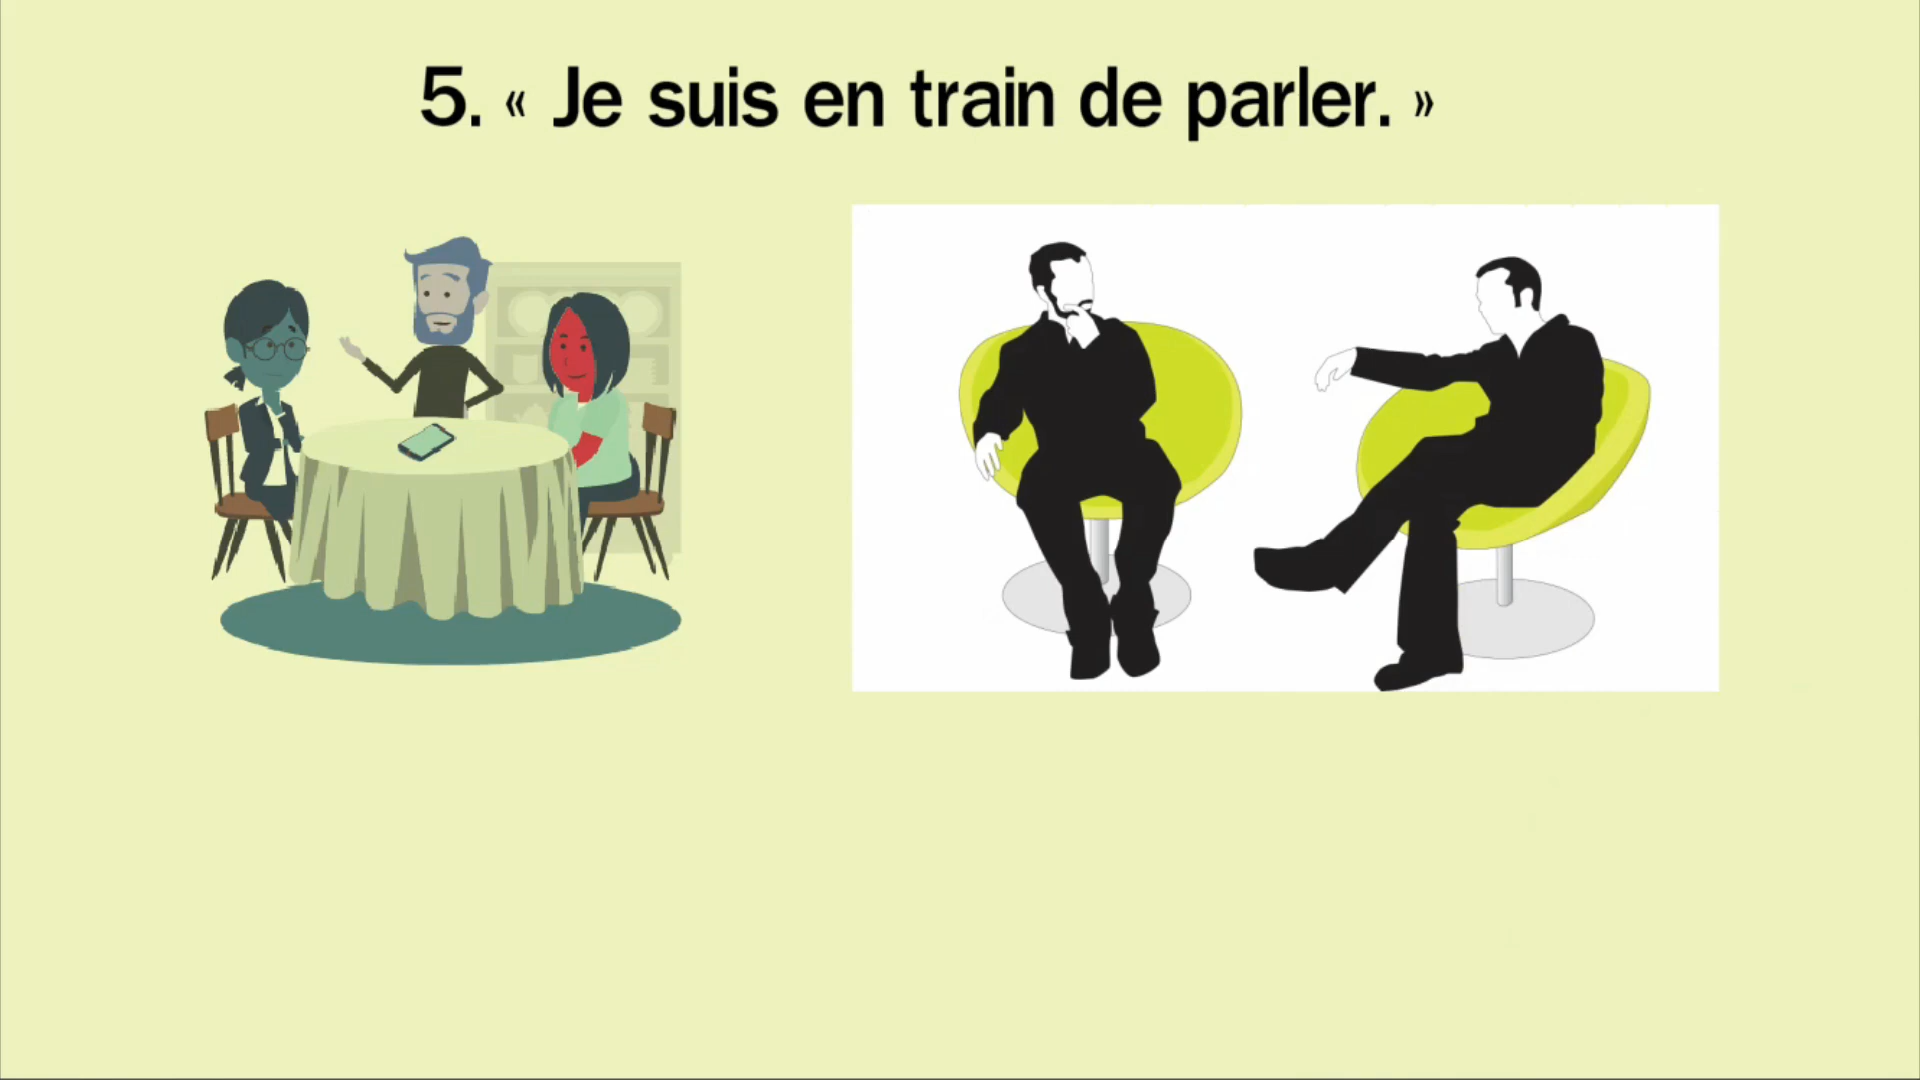 5. « Je suis en train de parler. »